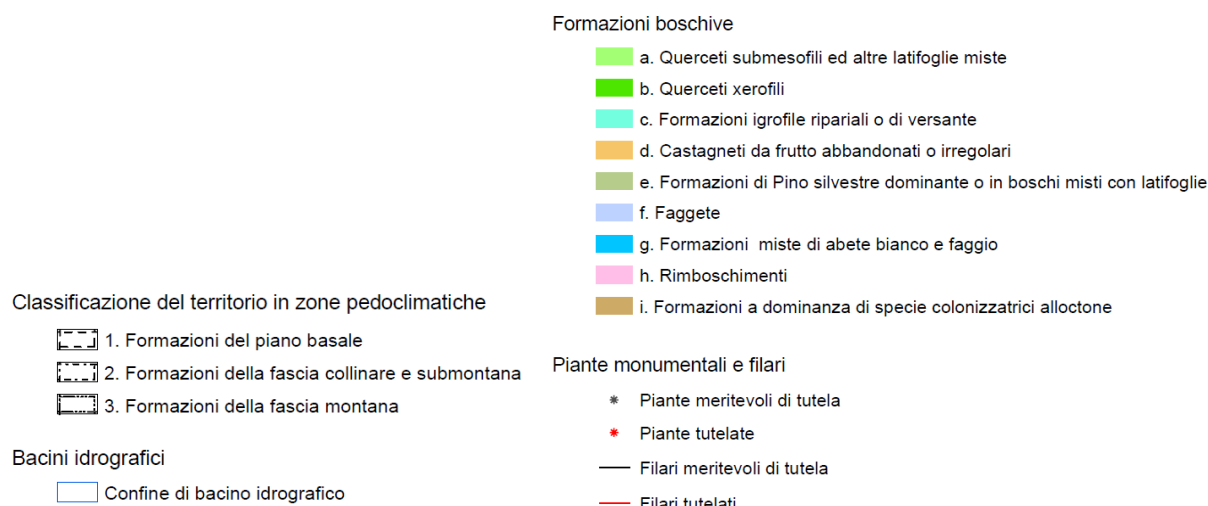 Formazioni boschive
a. Querceti submesofili ed altre latifoglie miste
b. Querceti xerofili
c. Formazioni igrofile ripariali o di versante
d. Castagneti da frutto abbandonati o irregolari
e. Formazioni di Pino silvestre dominante o in boschi misti con latifoglie
f. Faggete
g. Formazioni miste di abete bianco e faggio
h. Rimboschimenti
i. Formazioni a dominanza di specie colonizzatrici alloctone
Classificazione del territorio in zone pedoclimatiche
1. Formazioni del piano basale
2. Formazioni della fascia collinare e submontana
3. Formazioni della fascia montana
Bacini idrografici
Confine di bacino idrografico
Piante monumentali e filari
Piante meritevoli di tutela
Piante tutelate
Filari meritevoli di tutela
Filari tutelati